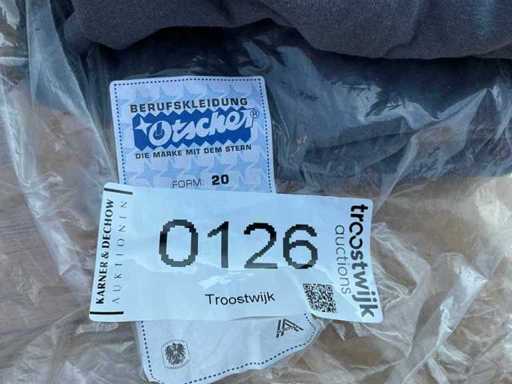 BERUFSKLEIDUNG
Ötscher®
DIE MARKE MIT DEM STERN
FORM: 20
KARNER & DECHOW
AUKTIONEN
0126
Troostwijk
troostwijk
auctions